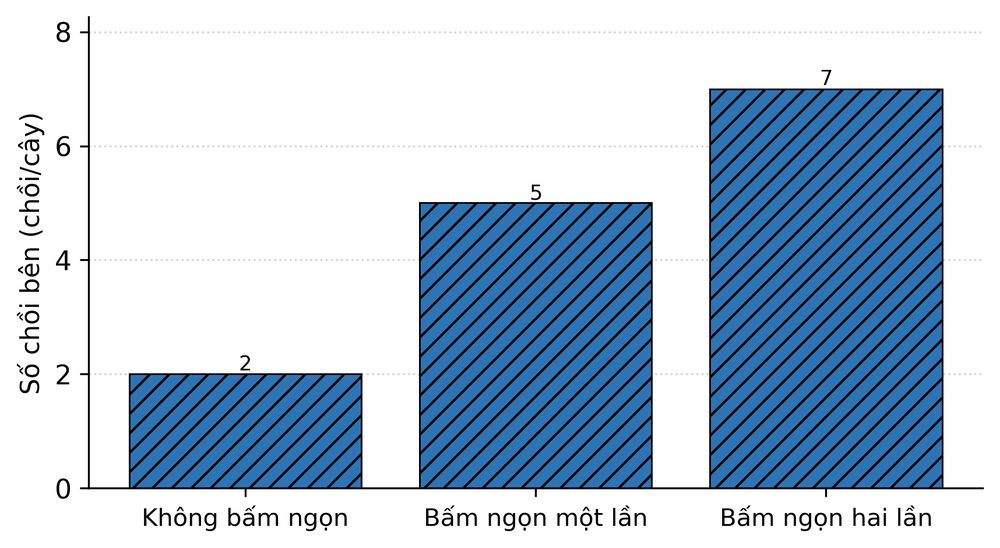 Số chồi bên (chồi/cây)
8
6
4
2
0
2
5
7
Không bấm ngọn
Bấm ngọn một lần
Bấm ngọn hai lần